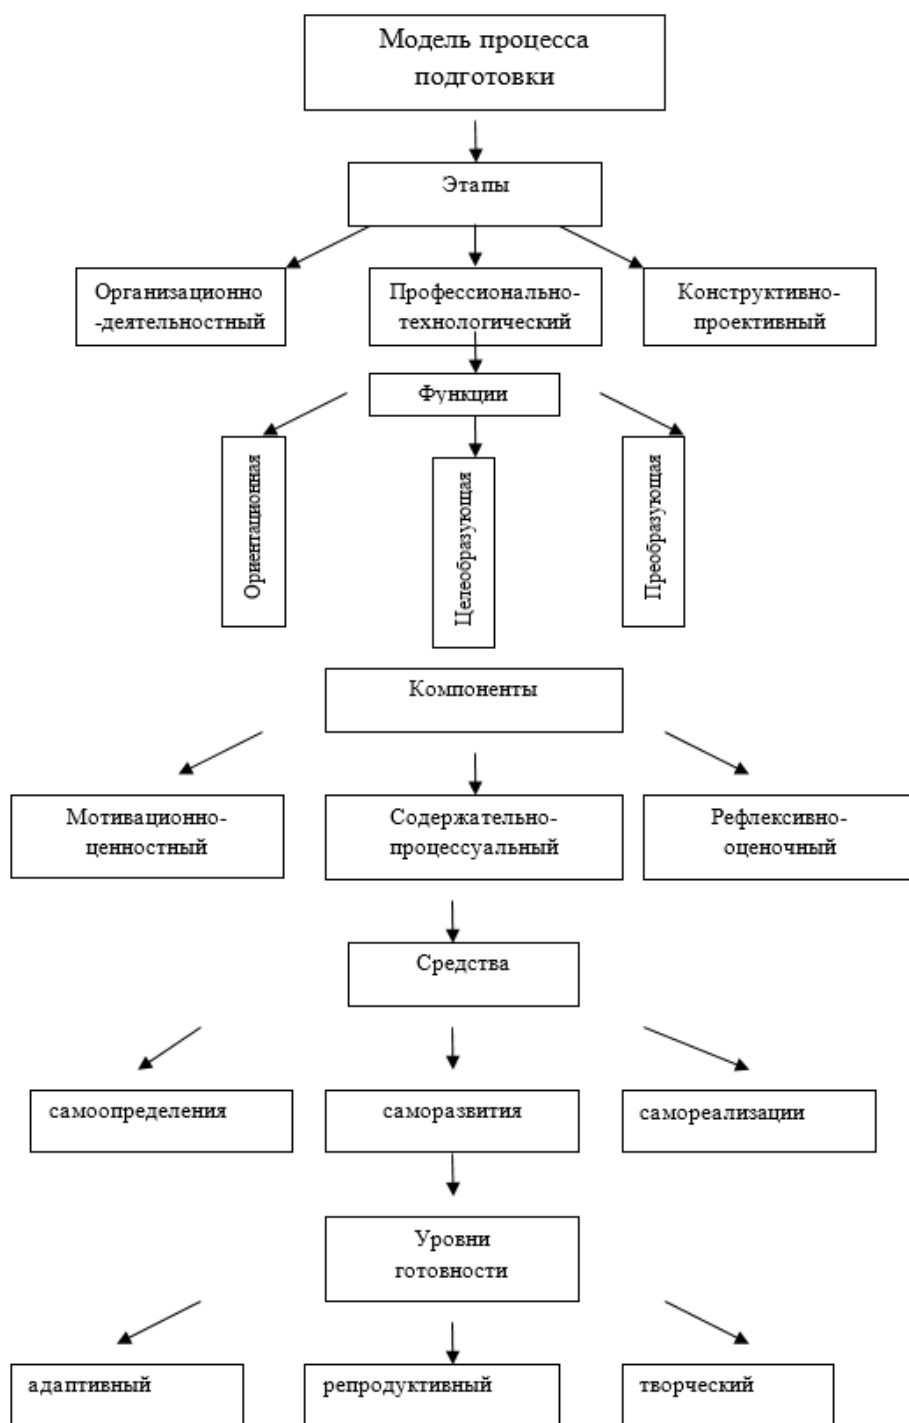 Модель процесса
подготовки
Этапы
Организационно
-деятельностный
Профессионально-
технологический
Конструктивно-
проективный
Функции
Ориентационная
Целеобразующая
Преобразующая
Компоненты
Мотивационно-
ценностный
Содержательно-
процессуальный
Рефлексивно-
оценочный
Средства
самоопределения
саморазвития
самореализации
Уровни
готовности
адаптивный
репродуктивный
творческий